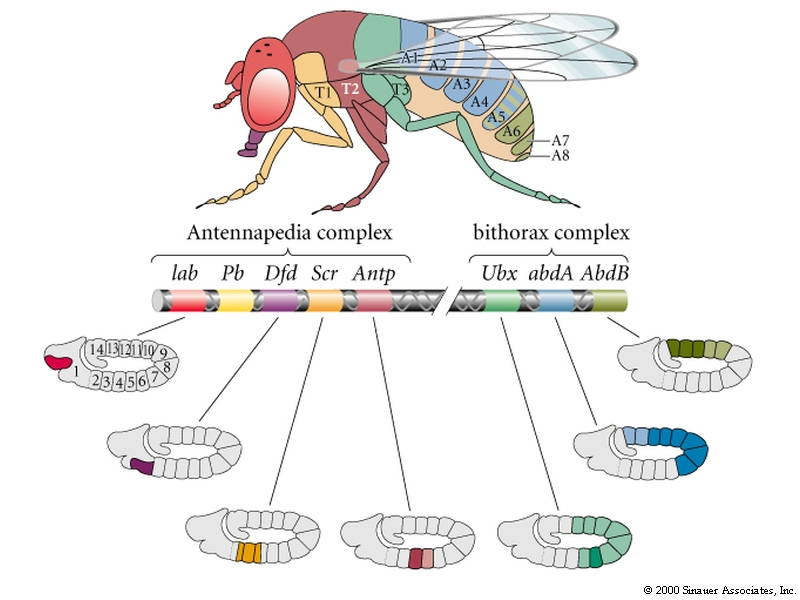 A1
A2
A3
A4
A5
A6
A7
A8
T1
T2
T3
Antennapedia complex
bithorax complex
lab Pb Dfd Scr Antp
Ubx abdA AbdB
14 13 12 11 10 9
8
1
2 3 4 5 6 7
© 2000 Sinauer Associates, Inc.